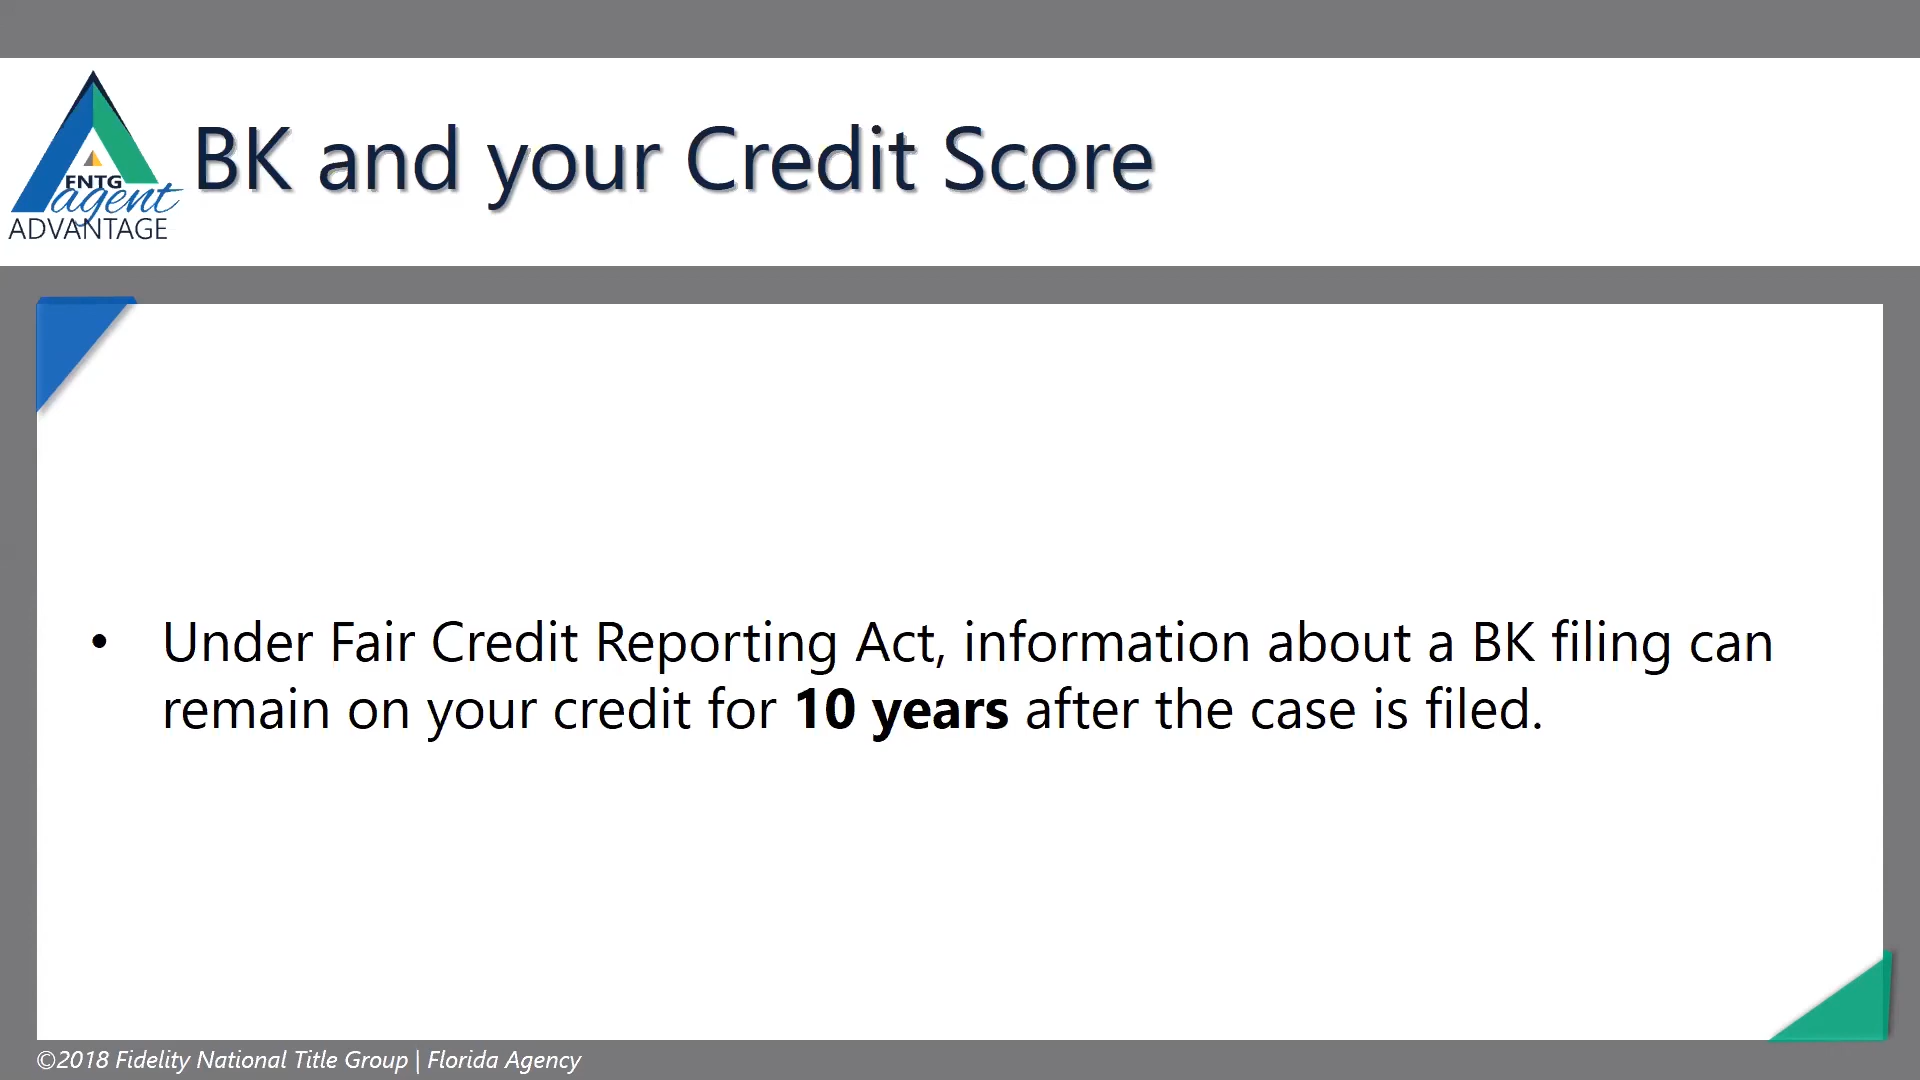 FNTG
agent
ADVANTAGE
BK and your Credit Score
• Under Fair Credit Reporting Act, information about a BK filing can
remain on your credit for 10 years after the case is filed.
©2018 Fidelity National Title Group | Florida Agency